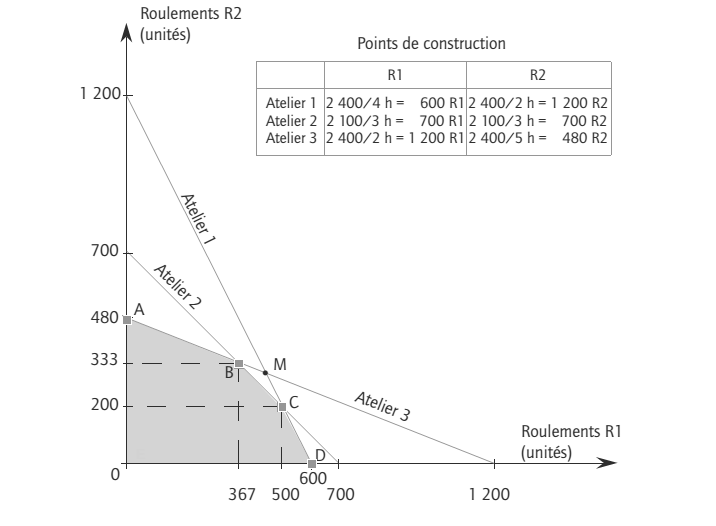 Roulements R2
(unités)
Points de construction
R1 R2
Atelier 1 2 400/4 h = 600 R1 2 400/2 h = 1 200 R2
Atelier 2 2 100/3 h = 700 R1 2 100/3 h = 700 R2
Atelier 3 2 400/2 h = 1 200 R1 2 400/5 h = 480 R2
1 200
Atelier 1
700
Atelier 2
480
A
333
B
M
200
C
Atelier 3
Roulements R1
(unités)
D
0
600
367 500 700 1 200